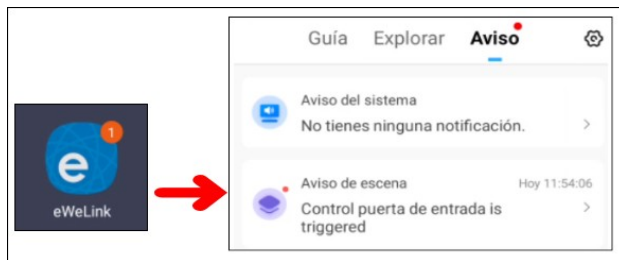 Guía Explorar Aviso
Aviso del sistema
No tienes ninguna notificación.
1
e
eWeLink
Aviso de escena Hoy 11:54:06
Control puerta de entrada is
triggered